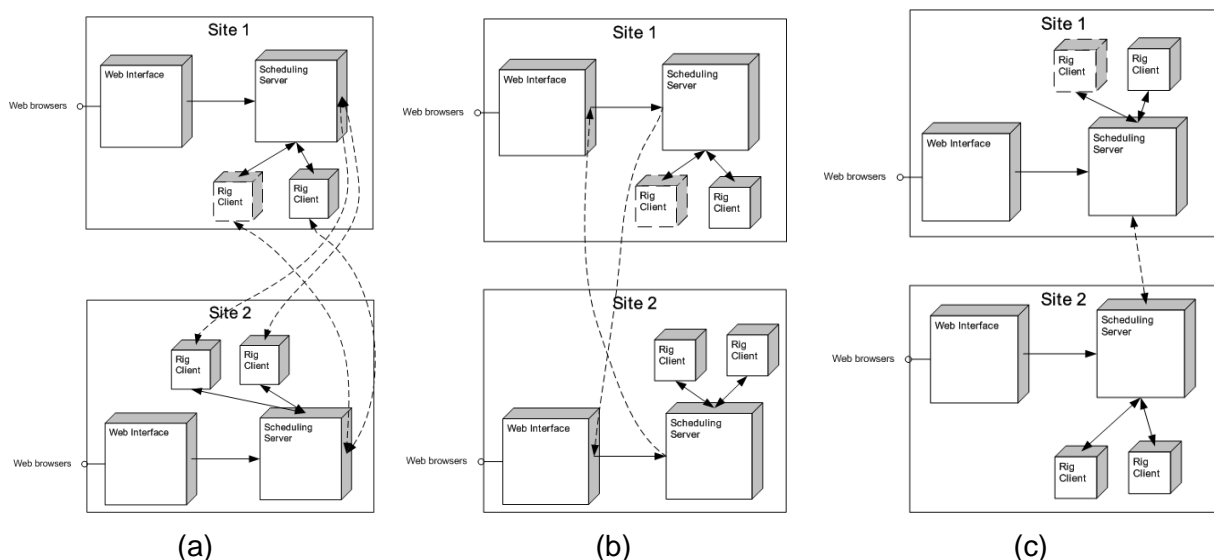 Site 1
Web Interface
Scheduling
Server
Web browsers
Rig
Client
Rig
Client
Site 2
Rig
Client
Rig
Client
Web Interface
Scheduling
Server
Web browsers
(a)
Site 1
Web Interface
Scheduling
Server
Web browsers
Rig
Client
Rig
Client
Site 2
Rig
Client
Rig
Client
Web Interface
Scheduling
Server
Web browsers
(b)
Site 1
Rig
Client
Rig
Client
Web Interface
Scheduling
Server
Web browsers
Site 2
Web Interface
Scheduling
Server
Web browsers
Rig
Client
Rig
Client
(c)